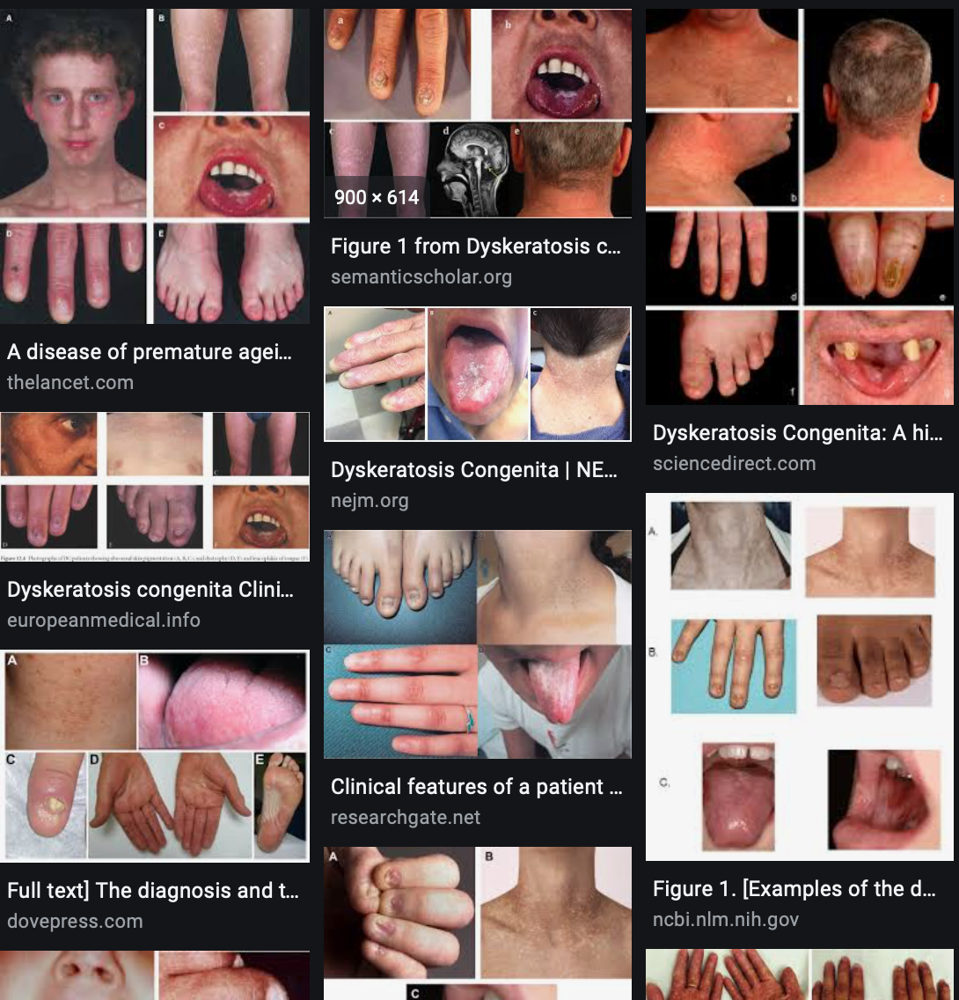 A
B
C
D
E
A disease of premature agei...
thelancet.com
Dyskeratosis congenita Clini...
europeanmedical.info
A
B
C
D
E
Full text] The diagnosis and t...
dovepress.com
a
b
c
d
e
900 × 614
Figure 1 from Dyskeratosis c...
semanticscholar.org
A
B
C
Dyskeratosis Congenita | NE...
nejm.org
C
Clinical features of a patient ...
researchgate.net
A
B
C
a
b
c
d
e
f
Dyskeratosis Congenita: A hi...
sciencedirect.com
A.
B.
C.
Figure 1. [Examples of the d...
ncbi.nlm.nih.gov